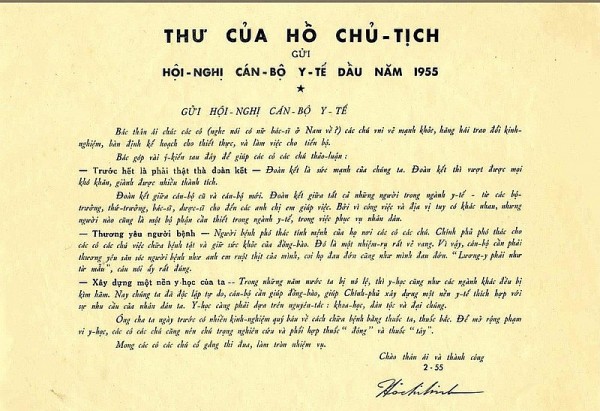 THƯ CỦA HỒ CHỦ-TỊCH
GỬI
HỘI-NGHỊ CÁN-BỘ Y-TẾ DẦU NĂM 1955
★
GỬI HỘI-NGHỊ CÁN-BỘ Y-TẾ
Bác thân ái chúc các cô (nghe nói có nữ bác-sĩ ở Nam về?) các chú vui vẻ mạnh khỏe, hăng hái trao đổi kinh-
nghiệm, bàn định kế hoạch cho thiết thực, và làm việc cho tiến bộ.
Bác góp vài ý-kiến sau đây để giúp các cô các chú thảo-luận :
— Trước hết là phải thật thà đoàn kết — Đoàn kết là sức mạnh của chúng ta. Đoàn kết thì vượt được mọi
khó khăn, giành được nhiều thành tích.
Đoàn kết giữa cán-bộ cũ và cán-bộ mới. Đoàn kết giữa tất cả những người trong ngành y-tế - từ các bộ-
trưởng, thứ-trưởng, bác-sĩ, dược-sĩ cho đến các anh chị em giúp việc. Bởi vì công việc và địa vị tuy có khác nhau, nhưng
người nào cũng là một bộ phận cần thiết trong ngành y-tế, trong việc phục vụ nhân dân.
— Thương yêu người bệnh — Người bệnh phó thác tính mệnh của họ nơi các cô các chú. Chính phủ phó thác cho
các cô các chú việc chữa bệnh tật và giữ sức khỏe của đồng-bào. Đó là một nhiệm-vụ rất vẻ vang. Vì vậy, cán-bộ cần phải
thương yêu săn sóc người bệnh như anh em ruột thịt của mình, coi họ đau đớn cũng như mình đau đớn. “Lương-y phải như
từ mẫu”, câu nói ấy rất đúng.
— Xây dựng một nền y-học của ta -- Trong những năm nước ta bị nô lệ, thì y-học cũng như các ngành khác đều bị
kìm hãm. Nay chúng ta đã độc lập tự do, cán-bộ cần giúp đồng-bào, giúp Chính-phủ xây dựng một nền y-tế thích hợp với
sự nhu cầu của nhân dân ta. Y-học càng phải dựa trên nguyên-tắc : khoa-học, dân tộc và đại chúng.
Ông cha ta ngày trước có nhiều kinh-nghiệm quý báu về cách chữa bệnh bằng thuốc ta, thuốc bắc. Để mở rộng phạm
vi y-học, các cô các chú cũng nên chú trọng nghiên cứu và phối hợp thuốc “ đông” và thuốc “ tây”.
Mong các cô các chú cố gắng thi đua, làm tròn nhiệm vụ.
Chào thân ái và thành công
2 - 55